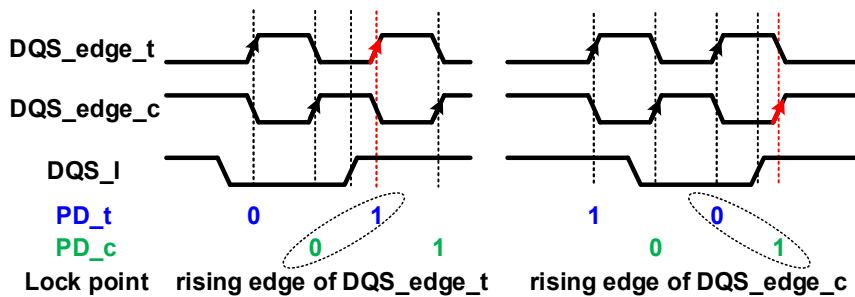 DQS_edge_t
DQS_edge_c
DQS_I
PD_t 0 1 1 0
PD_c 0 1 0 1
Lock point rising edge of DQS_edge_t rising edge of DQS_edge_c